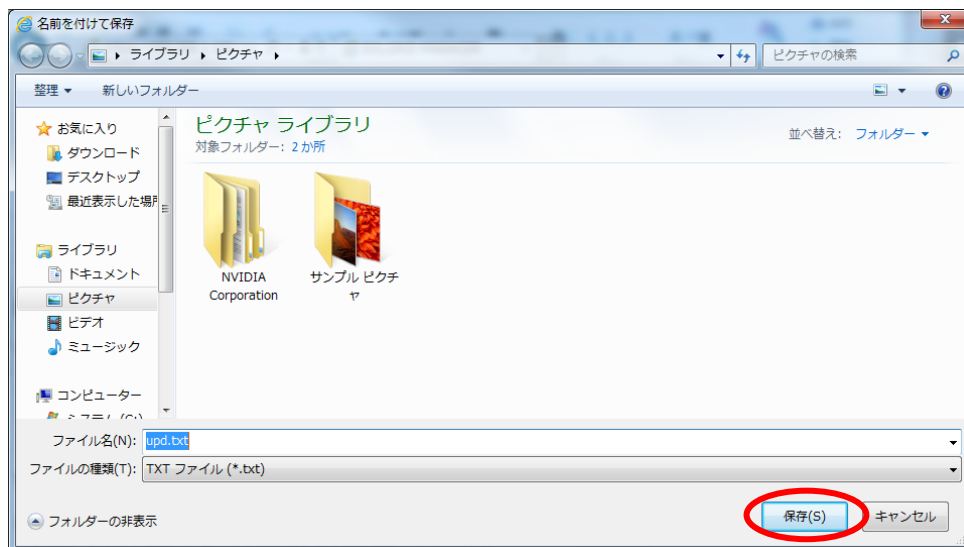 名前を付けて保存
ライブラリ ピクチャ
ピクチャの検索
整理
新しいフォルダー
お気に入り
ダウンロード
デスクトップ
最近表示した場所
ライブラリ
ドキュメント
ピクチャ
ビデオ
ミュージック
コンピューター
ピクチャ ライブラリ
対象フォルダー: 2 か所
並べ替え: フォルダー
NVIDIA
Corporation
サンプル ピクチ
ャ
ファイル名(N): upd.txt
ファイルの種類(T): TXT ファイル (*.txt)
フォルダーの非表示
保存(S)
キャンセル